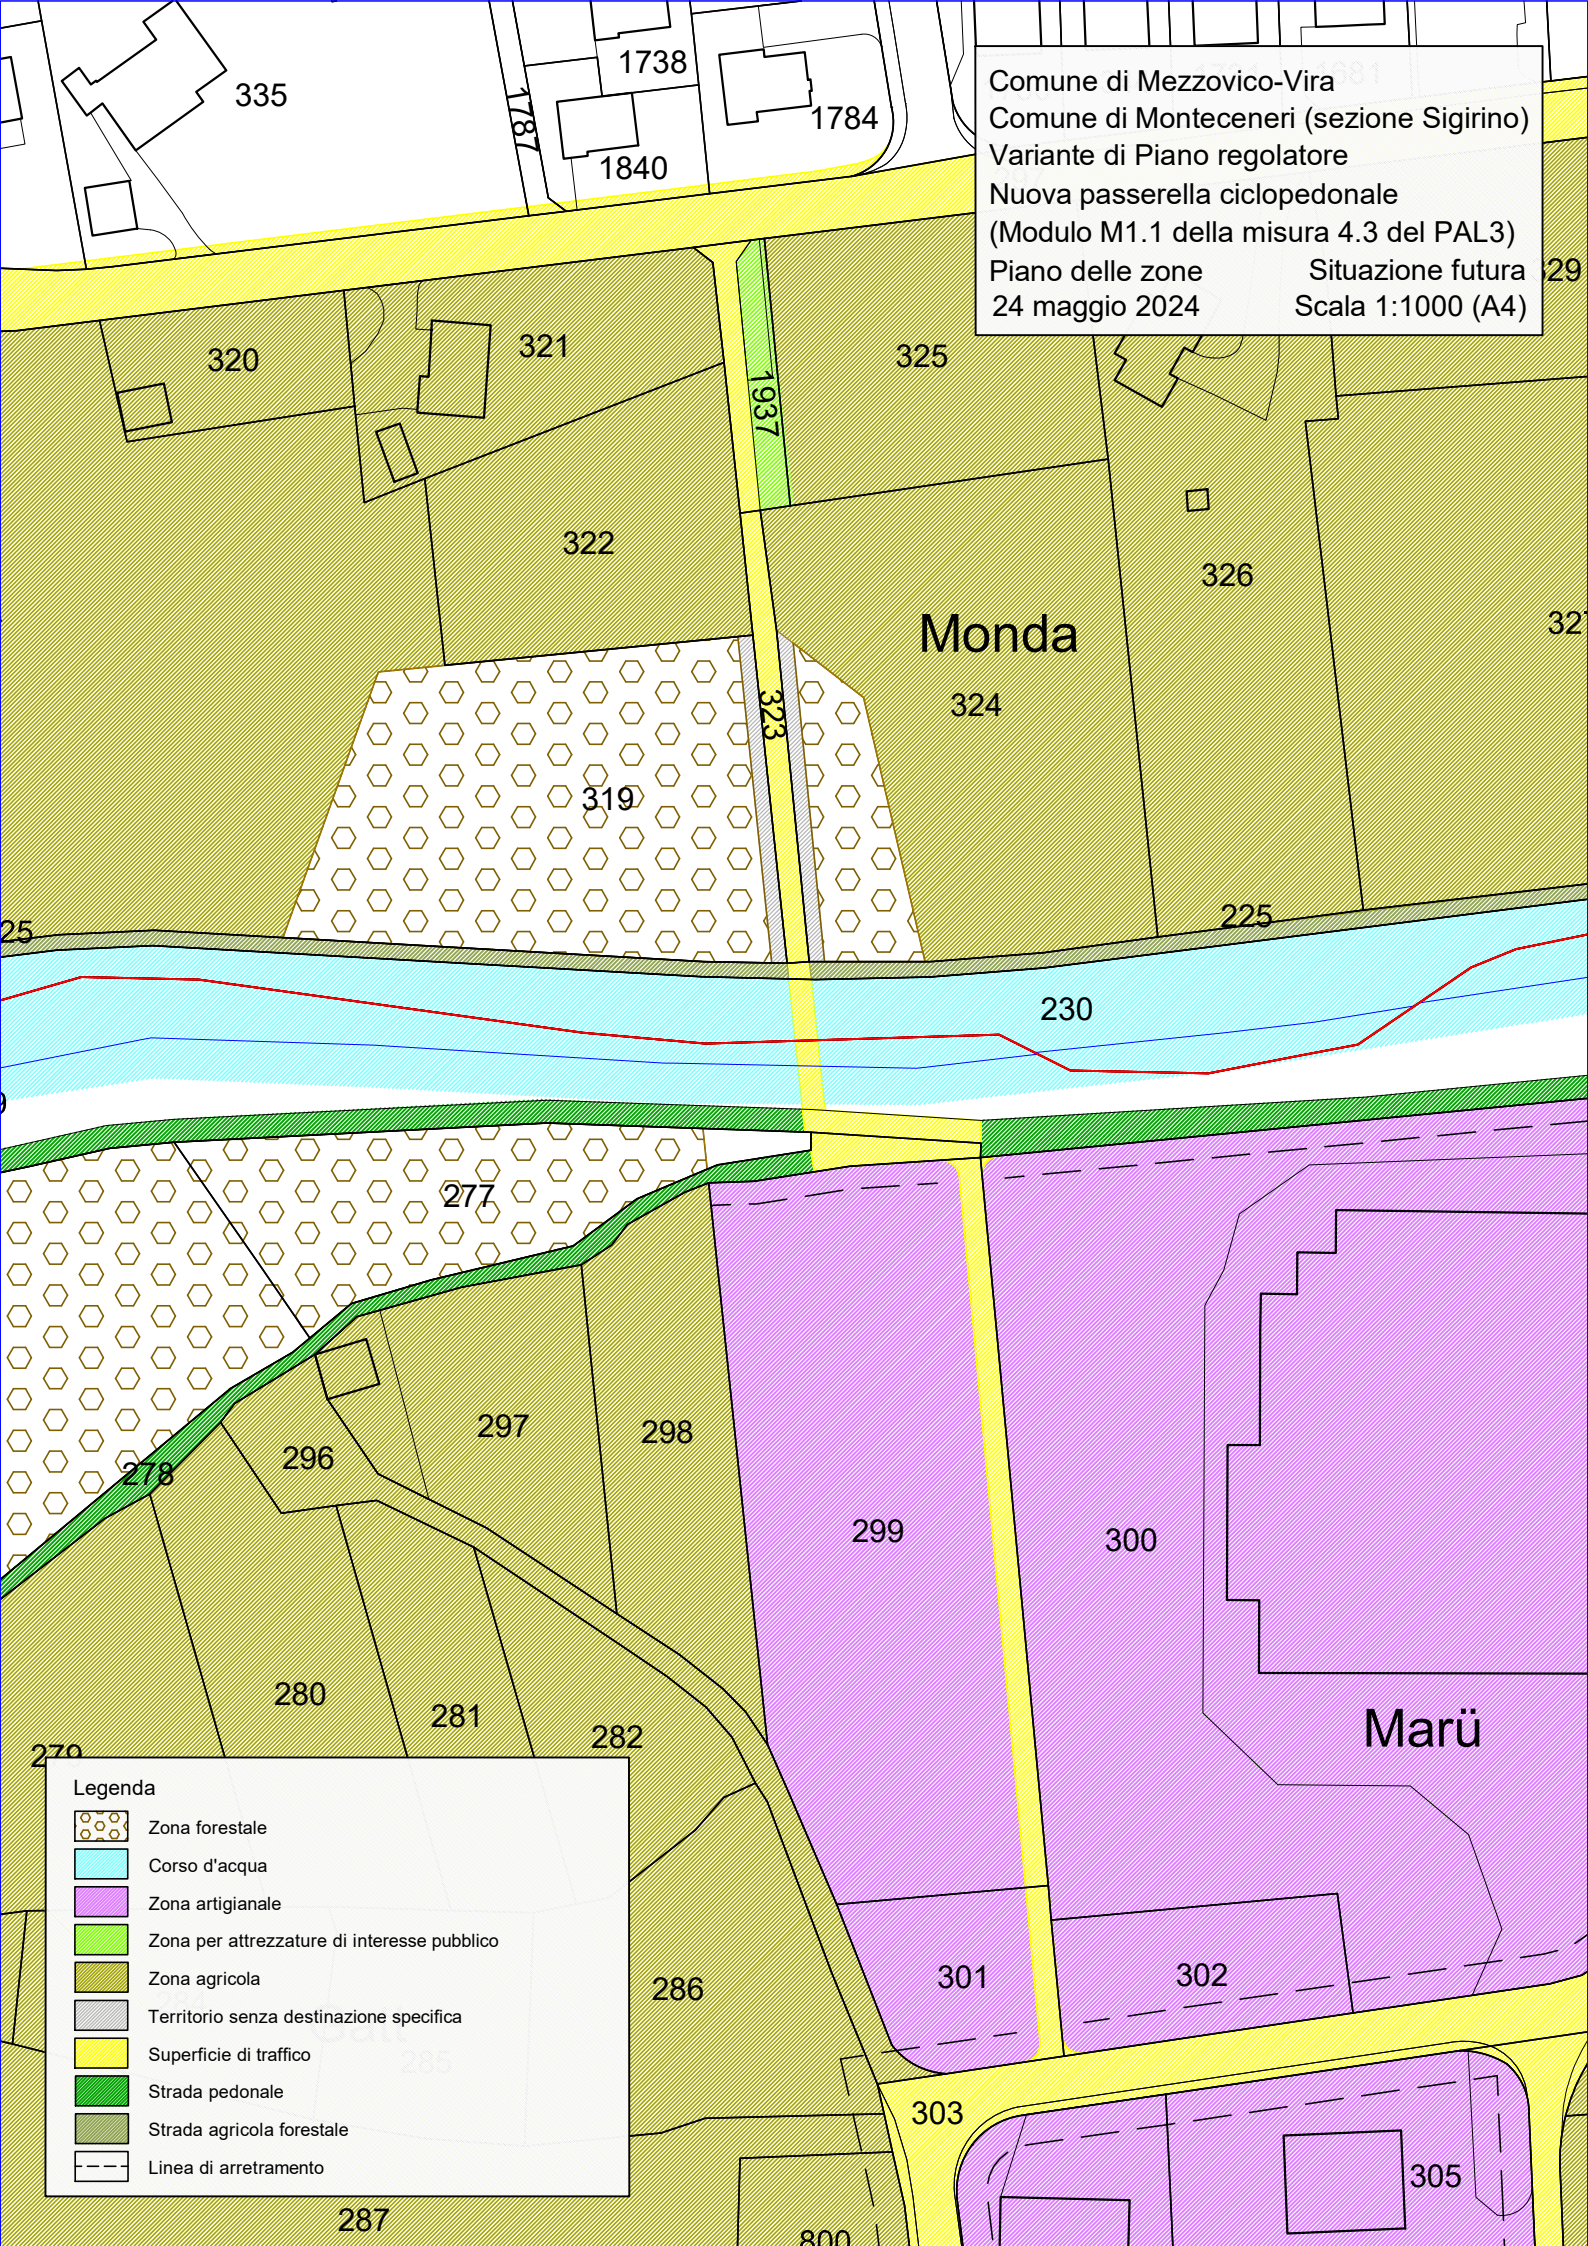 335
1787
1738
1840
1784
1681
Comune di Mezzovico-Vira
Comune di Monteceneri (sezione Sigirino)
Variante di Piano regolatore
Nuova passerella ciclopedonale
(Modulo M1.1 della misura 4.3 del PAL3)
Piano delle zone Situazione futura
24 maggio 2024 Scala 1:1000 (A4)
320
321
1937
325
322
326
Monda
324
323
319
225
230
277
278
296
297
298
299
300
280
281
282
279
Marü
286
301
302
303
305
287
800
Legenda
Zona forestale
Corso d'acqua
Zona artigianale
Zona per attrezzature di interesse pubblico
Zona agricola
Territorio senza destinazione specifica
Superficie di traffico
Strada pedonale
Strada agricola forestale
Linea di arretramento
285